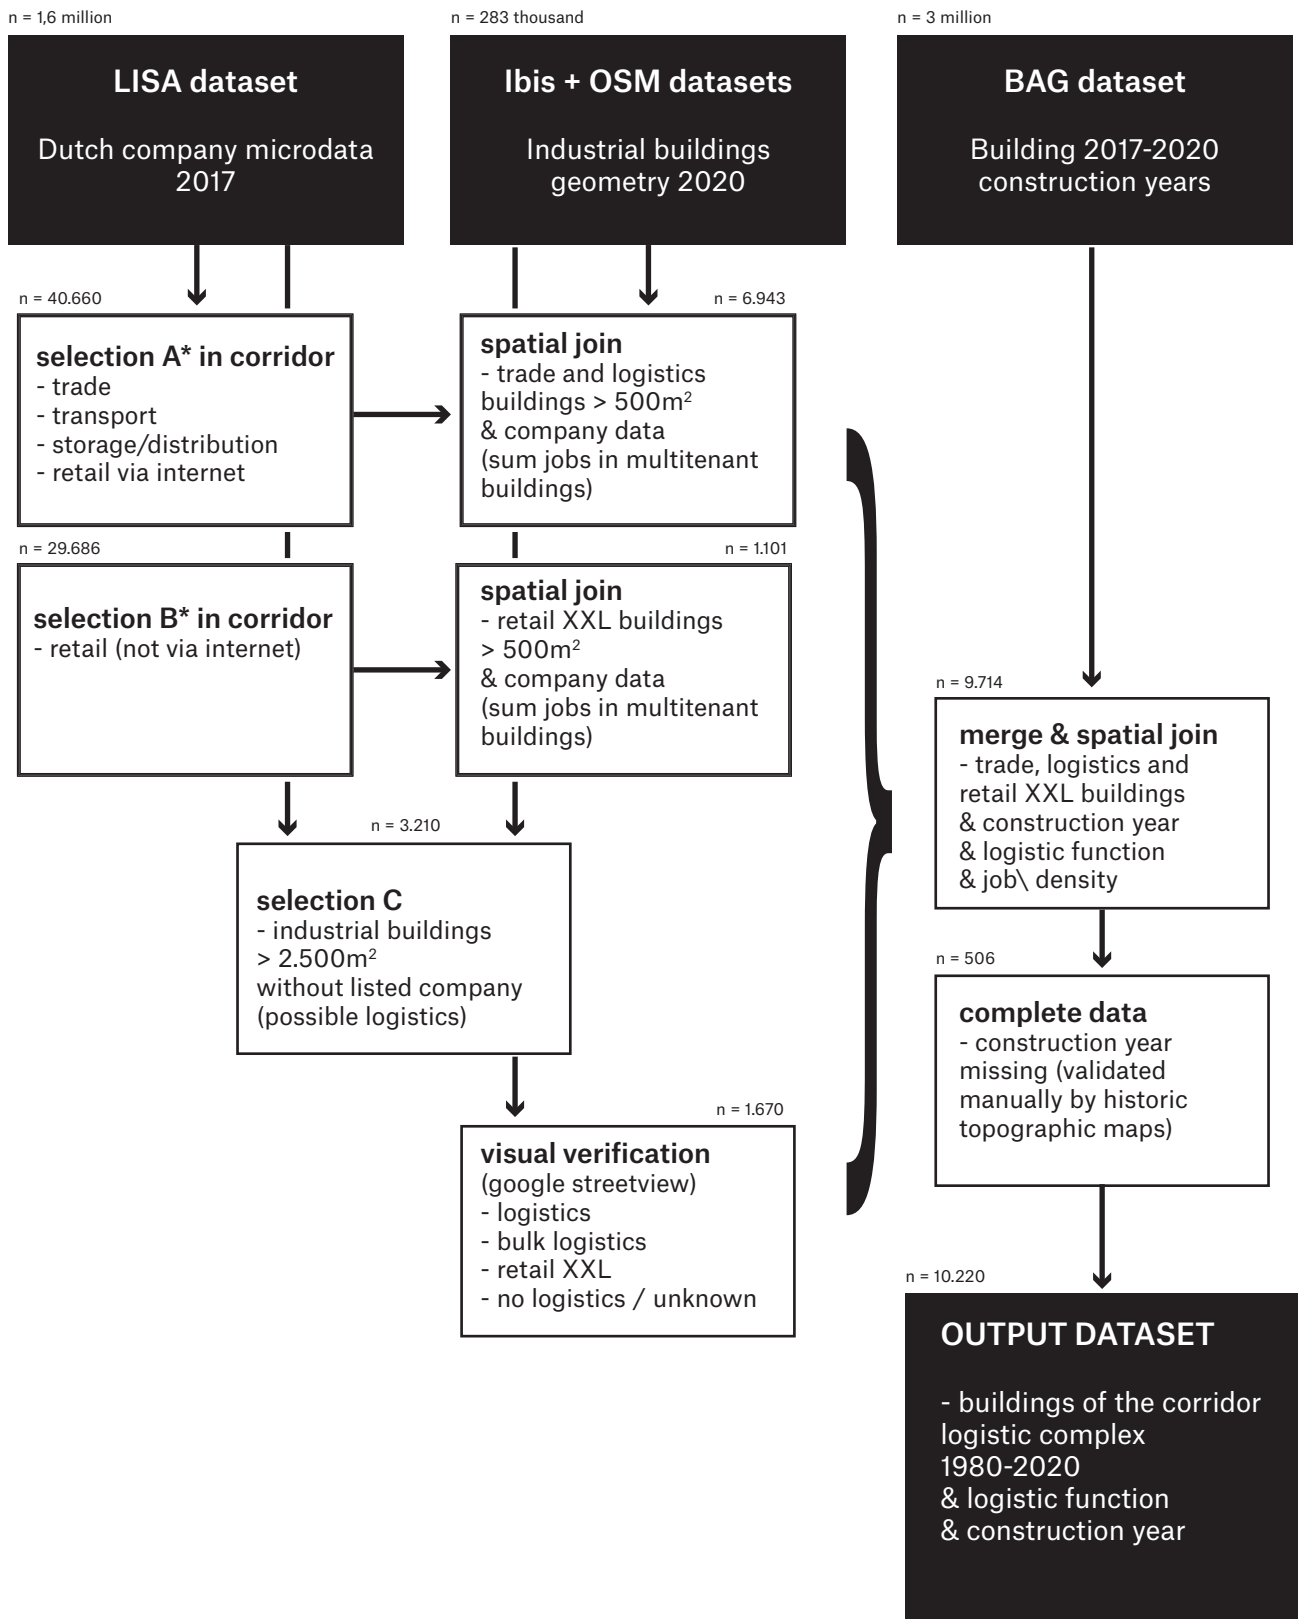 n = 1,6 million
LISA dataset
Dutch company microdata
2017
n = 283 thousand
Ibis + OSM datasets
Industrial buildings
geometry 2020
n = 3 million
BAG dataset
Building 2017-2020
construction years
n = 40.660
selection A* in corridor
- trade
- transport
- storage/distribution
- retail via internet
n = 6.943
spatial join
- trade and logistics
buildings > 500m²
& company data
(sum jobs in multitenant
buildings)
n = 29.686
selection B* in corridor
- retail (not via internet)
n = 1.101
spatial join
- retail XXL buildings
> 500m²
& company data
(sum jobs in multitenant
buildings)
n = 3.210
selection C
- industrial buildings
> 2.500m²
without listed company
(possible logistics)
n = 1.670
visual verification
(google streetview)
- logistics
- bulk logistics
- retail XXL
- no logistics / unknown
n = 9.714
merge & spatial join
- trade, logistics and
retail XXL buildings
& construction year
& logistic function
& job\ density
n = 506
complete data
- construction year
missing (validated
manually by historic
topographic maps)
n = 10.220
OUTPUT DATASET
- buildings of the corridor
logistic complex
1980-2020
& logistic function
& construction year